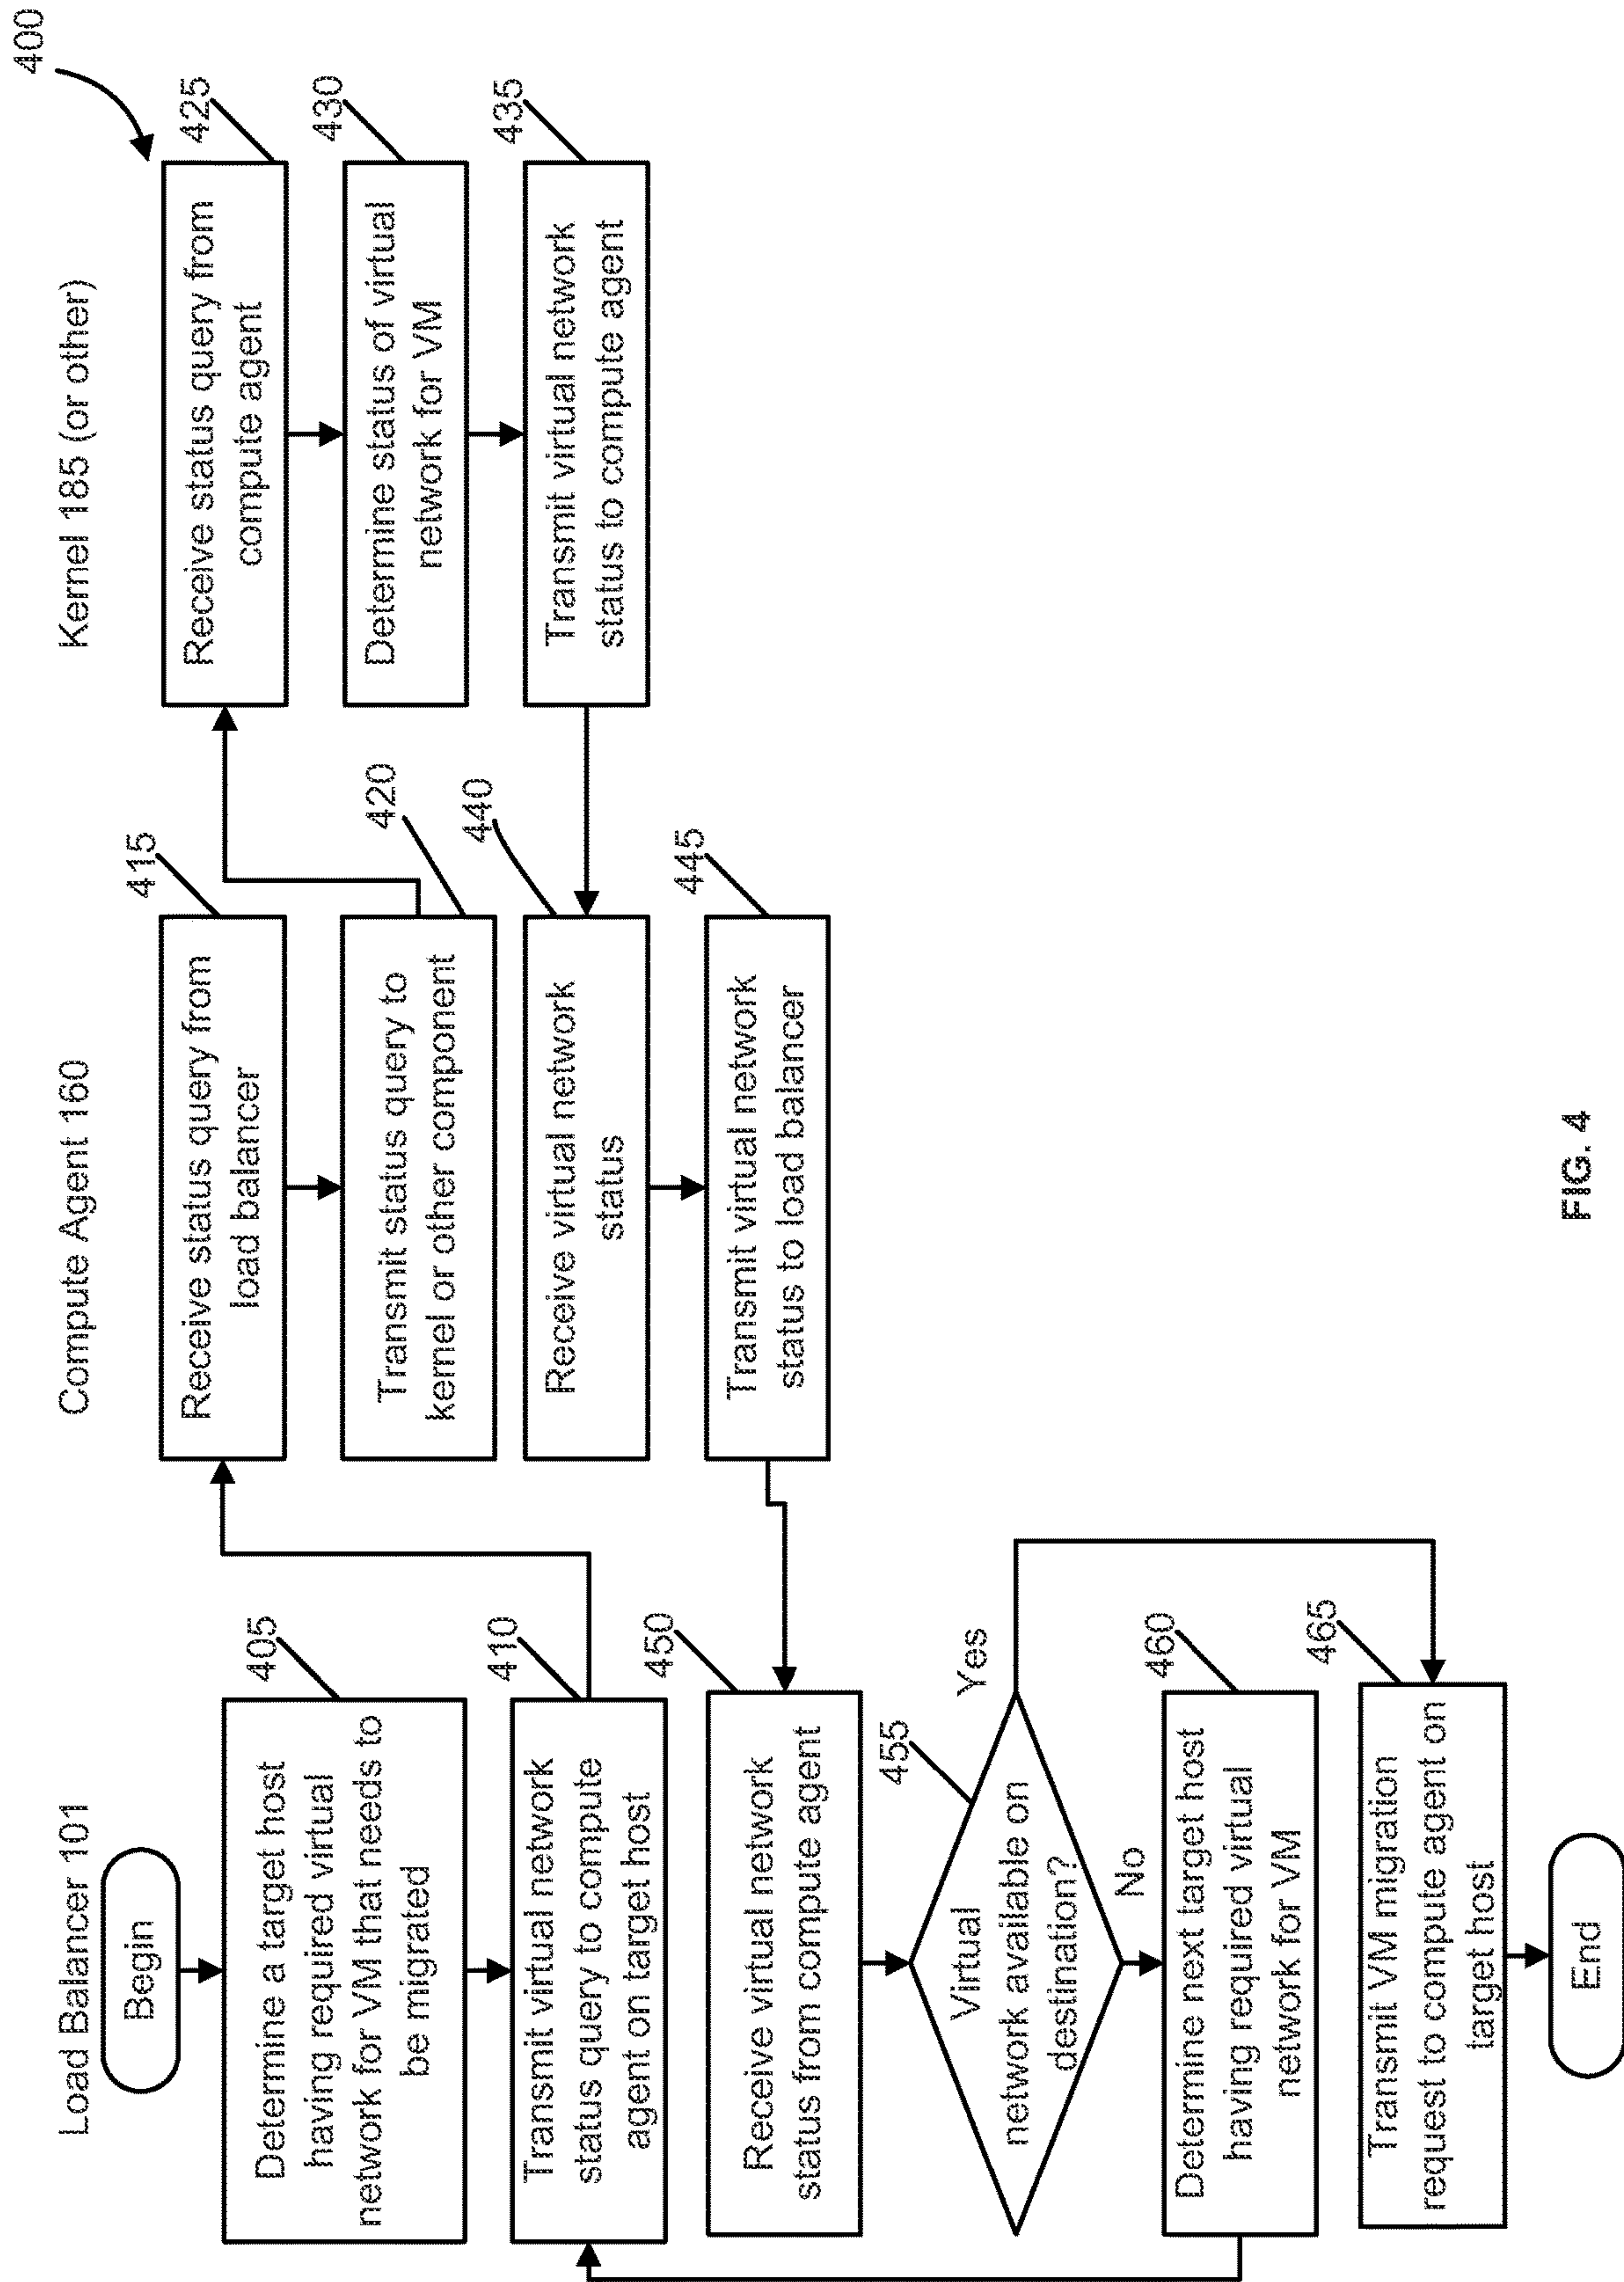 400
Load Balancer 101
Begin
Determine a target host
having required virtual
network for VM that needs to
be migrated
405
Transmit virtual network
status query to compute
agent on target host
410
Receive virtual network
status from compute agent
450
Virtual
network available on
destination?
455
Yes
No
Determine next target host
having required virtual
network for VM
460
Transmit VM migration
request to compute agent on
target host
465
End
Compute Agent 160
Receive status query from
load balancer
415
Transmit status query to
kernel or other component
420
Receive virtual network
status
440
Transmit virtual network
status to load balancer
445
Kernel 185 (or other)
Receive status query from
compute agent
425
Determine status of virtual
network for VM
430
Transmit virtual network
status to compute agent
435
FIG. 4